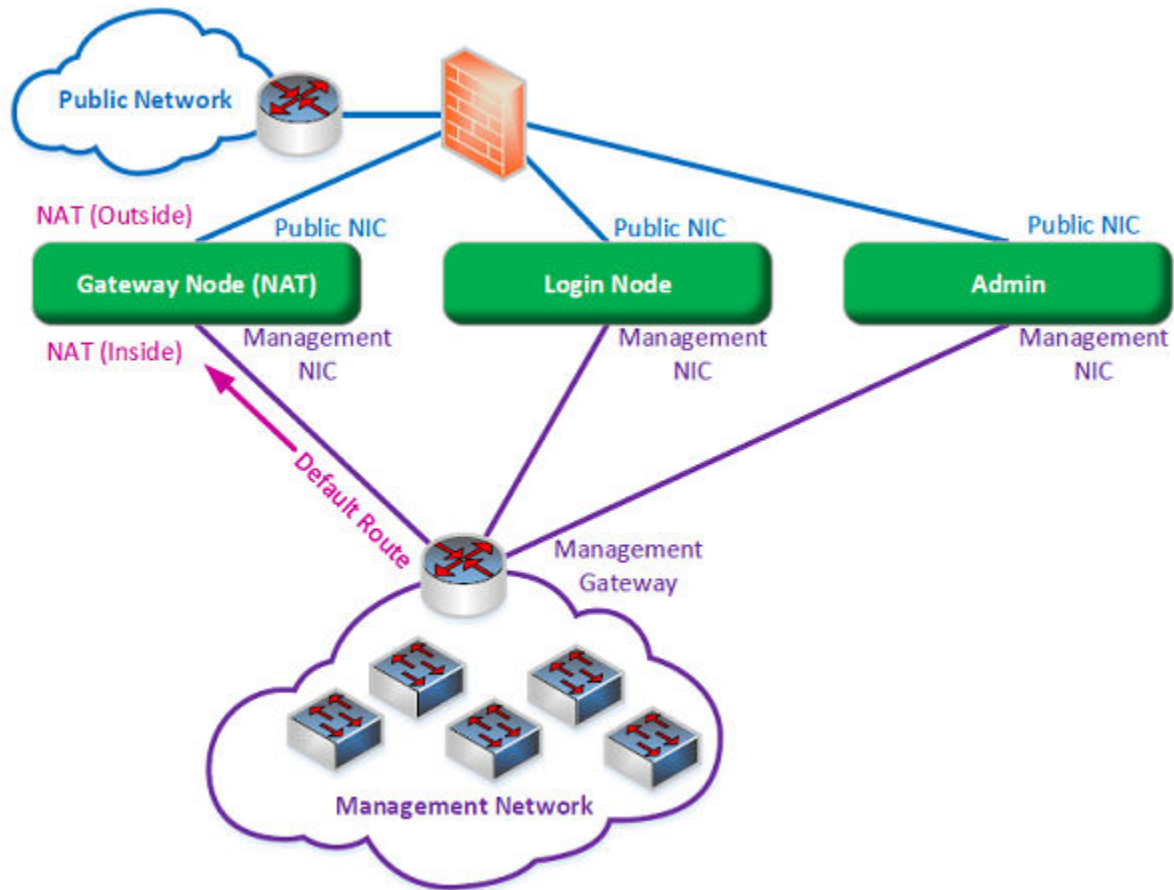 Public Network
NAT (Outside)
Public NIC
Public NIC
Public NIC
Gateway Node (NAT)
Login Node
Admin
NAT (Inside)
Management
NIC
Management
NIC
Management
NIC
Default Route
Management
Gateway
Management Network